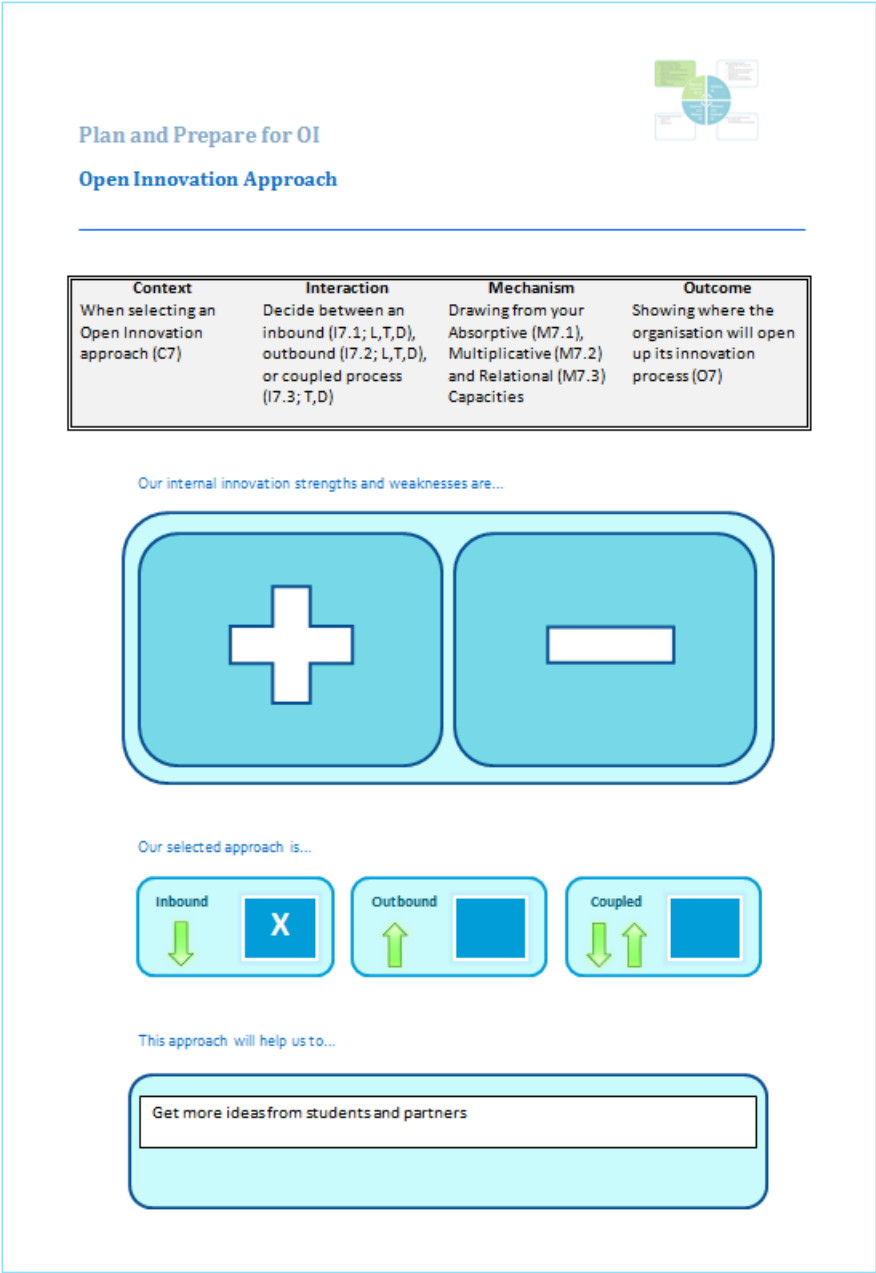 Plan and Prepare for OI
Open Innovation Approach
Context
When selecting an
Open Innovation
approach (C7)
Interaction
Decide between an
inbound (I7.1; L,T,D),
outbound (I7.2; L,T,D),
or coupled process
(I7.3; T,D)
Mechanism
Drawing from your
Absorptive (M7.1),
Multiplicative (M7.2)
and Relational (M7.3)
Capacities
Outcome
Showing where the
organisation will open
up its innovation
process (O7)
Our internal innovation strengths and weaknesses are...
Our selected approach is...
Inbound
X
Outbound
Coupled
This approach will help us to...
Get more ideas from students and partners